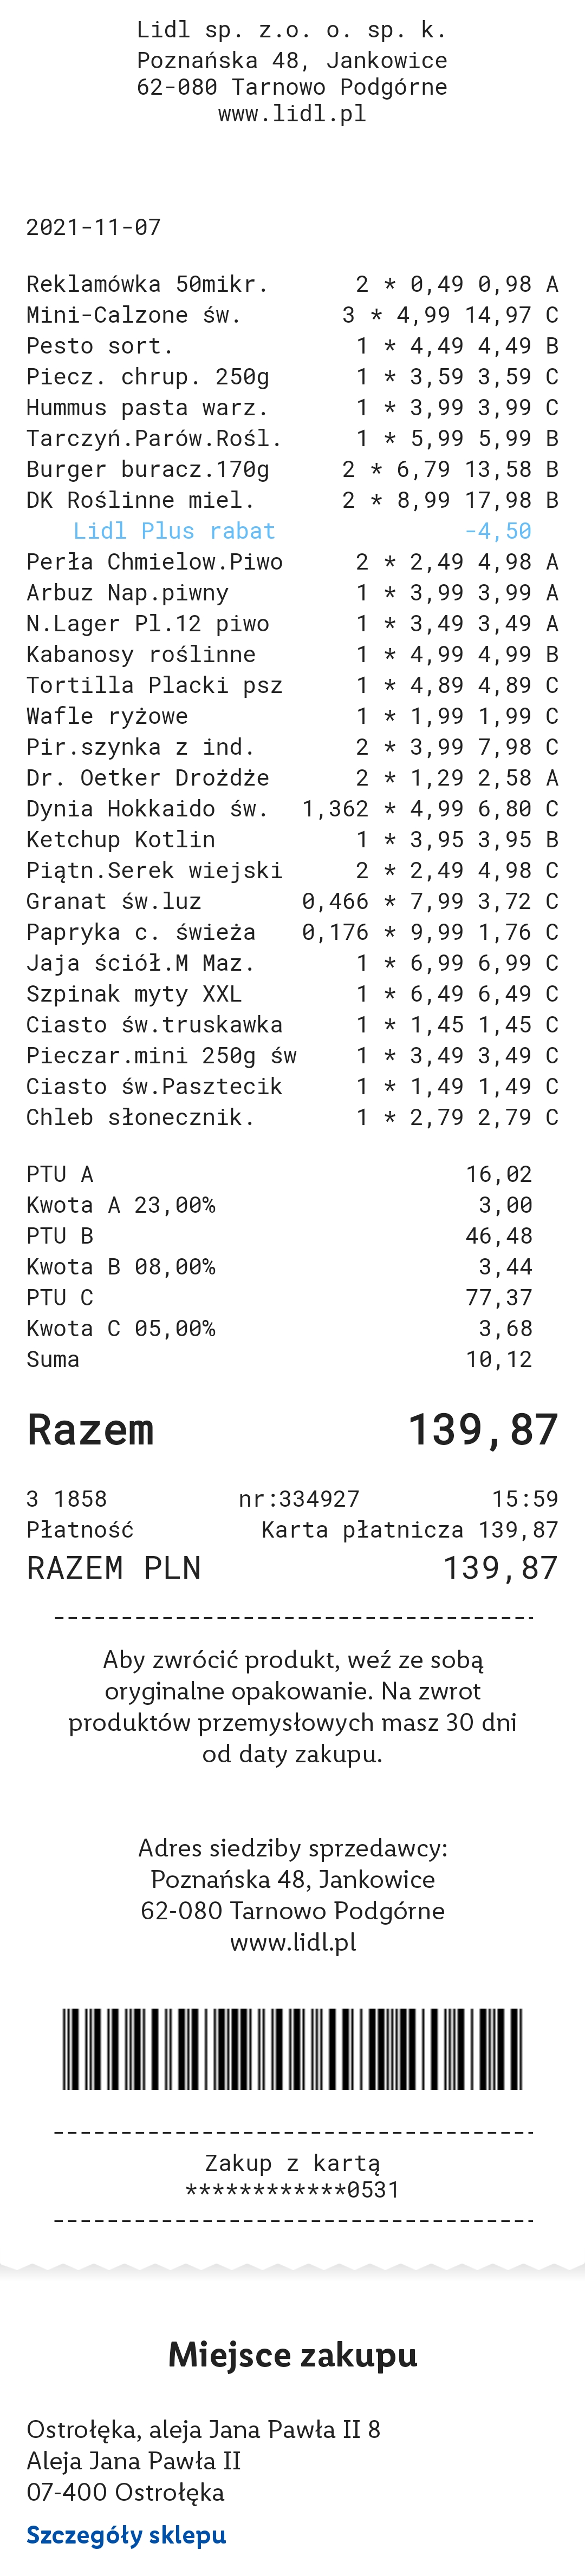 Lidl sp. z.o. o. sp. k.
Poznańska 48, Jankowice
62-080 Tarnowo Podgórne
www.lidl.pl
2021-11-07
Reklamówka 50mikr. 2 * 0,49 0,98 A
Mini-Calzone św. 3 * 4,99 14,97 C
Pesto sort. 1 * 4,49 4,49 B
Piecz. chrup. 250g 1 * 3,59 3,59 C
Hummus pasta warz. 1 * 3,99 3,99 C
Tarczyń.Parów.Rośl. 1 * 5,99 5,99 B
Burger buracz.170g 2 * 6,79 13,58 B
DK Roślinne miel. 2 * 8,99 17,98 B
Lidl Plus rabat -4,50
Perła Chmielow.Piwo 2 * 2,49 4,98 A
Arbuz Nap.piwny 1 * 3,99 3,99 A
N.Lager Pl.12 piwo 1 * 3,49 3,49 A
Kabanosy roślinne 1 * 4,99 4,99 B
Tortilla Placki psz 1 * 4,89 4,89 C
Wafle ryżowe 1 * 1,99 1,99 C
Pir.szynka z ind. 2 * 3,99 7,98 C
Dr. Oetker Drożdże 2 * 1,29 2,58 A
Dynia Hokkaido św. 1,362 * 4,99 6,80 C
Ketchup Kotlin 1 * 3,95 3,95 B
Piątn.Serek wiejski 2 * 2,49 4,98 C
Granat św.luz 0,466 * 7,99 3,72 C
Papryka c. świeża 0,176 * 9,99 1,76 C
Jaja ściół.M Maz. 1 * 6,99 6,99 C
Szpinak myty XXL 1 * 6,49 6,49 C
Ciasto św.truskawka 1 * 1,45 1,45 C
Pieczar.mini 250g św 1 * 3,49 3,49 C
Ciasto św.Pasztecik 1 * 1,49 1,49 C
Chleb słonecznik. 1 * 2,79 2,79 C
PTU A 16,02
Kwota A 23,00% 3,00
PTU B 46,48
Kwota B 08,00% 3,44
PTU C 77,37
Kwota C 05,00% 3,68
Suma 10,12
Razem 139,87
3 1858 nr:334927 15:59
Płatność Karta płatnicza 139,87
RAZEM PLN 139,87
Aby zwrócić produkt, weź ze sobą
oryginalne opakowanie. Na zwrot
produktów przemysłowych masz 30 dni
od daty zakupu.
Adres siedziby sprzedawcy:
Poznańska 48, Jankowice
62-080 Tarnowo Podgórne
www.lidl.pl
Zakup z kartą
************0531
Miejsce zakupu
Ostrołęka, aleja Jana Pawła II 8
Aleja Jana Pawła II
07-400 Ostrołęka
Szczegóły sklepu